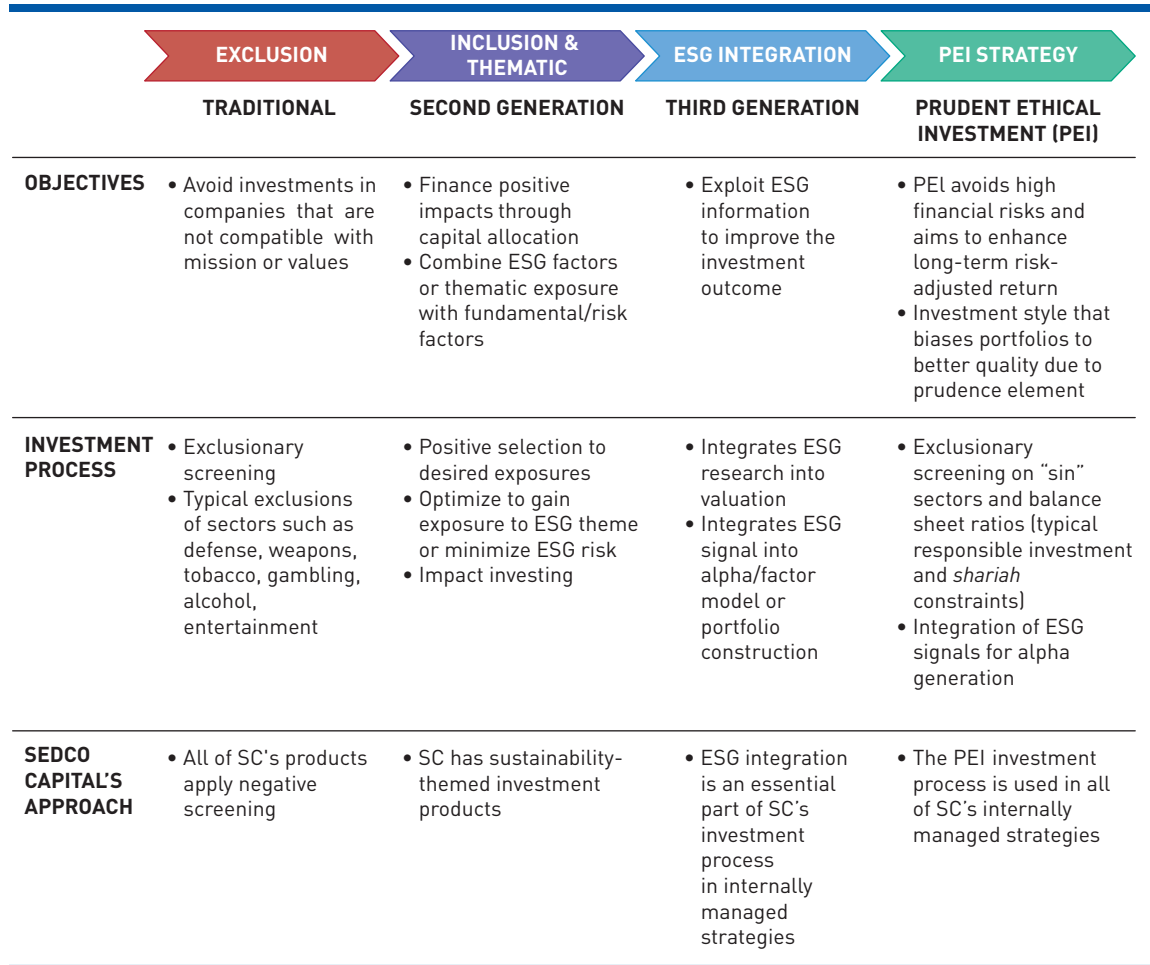 EXCLUSION
INCLUSION &
THEMATIC
ESG INTEGRATION
PEI STRATEGY
TRADITIONAL
SECOND GENERATION
THIRD GENERATION
PRUDENT ETHICAL
INVESTMENT (PEI)
OBJECTIVES
• Avoid investments in
companies that are
not compatible with
mission or values
• Finance positive
impacts through
capital allocation
• Combine ESG factors
or thematic exposure
with fundamental/risk
factors
• Exploit ESG
information
to improve the
investment
outcome
• PEI avoids high
financial risks and
aims to enhance
long-term risk-
adjusted return
• Investment style that
biases portfolios to
better quality due to
prudence element
INVESTMENT
PROCESS
• Exclusionary
screening
• Typical exclusions
of sectors such as
defense, weapons,
tobacco, gambling,
alcohol,
entertainment
• Positive selection to
desired exposures
• Optimize to gain
exposure to ESG theme
or minimize ESG risk
• Impact investing
• Integrates ESG
research into
valuation
• Integrates ESG
signal into
alpha/factor
model or
portfolio
construction
• Exclusionary
screening on “sin”
sectors and balance
sheet ratios (typical
responsible investment
and shariah
constraints)
• Integration of ESG
signals for alpha
generation
SEDCO
CAPITAL’S
APPROACH
• All of SC's products
apply negative
screening
• SC has sustainability-
themed investment
products
• ESG integration
is an essential
part of SC’s
investment
process
in internally
managed
strategies
• The PEI investment
process is used in all
of SC’s internally
managed strategies